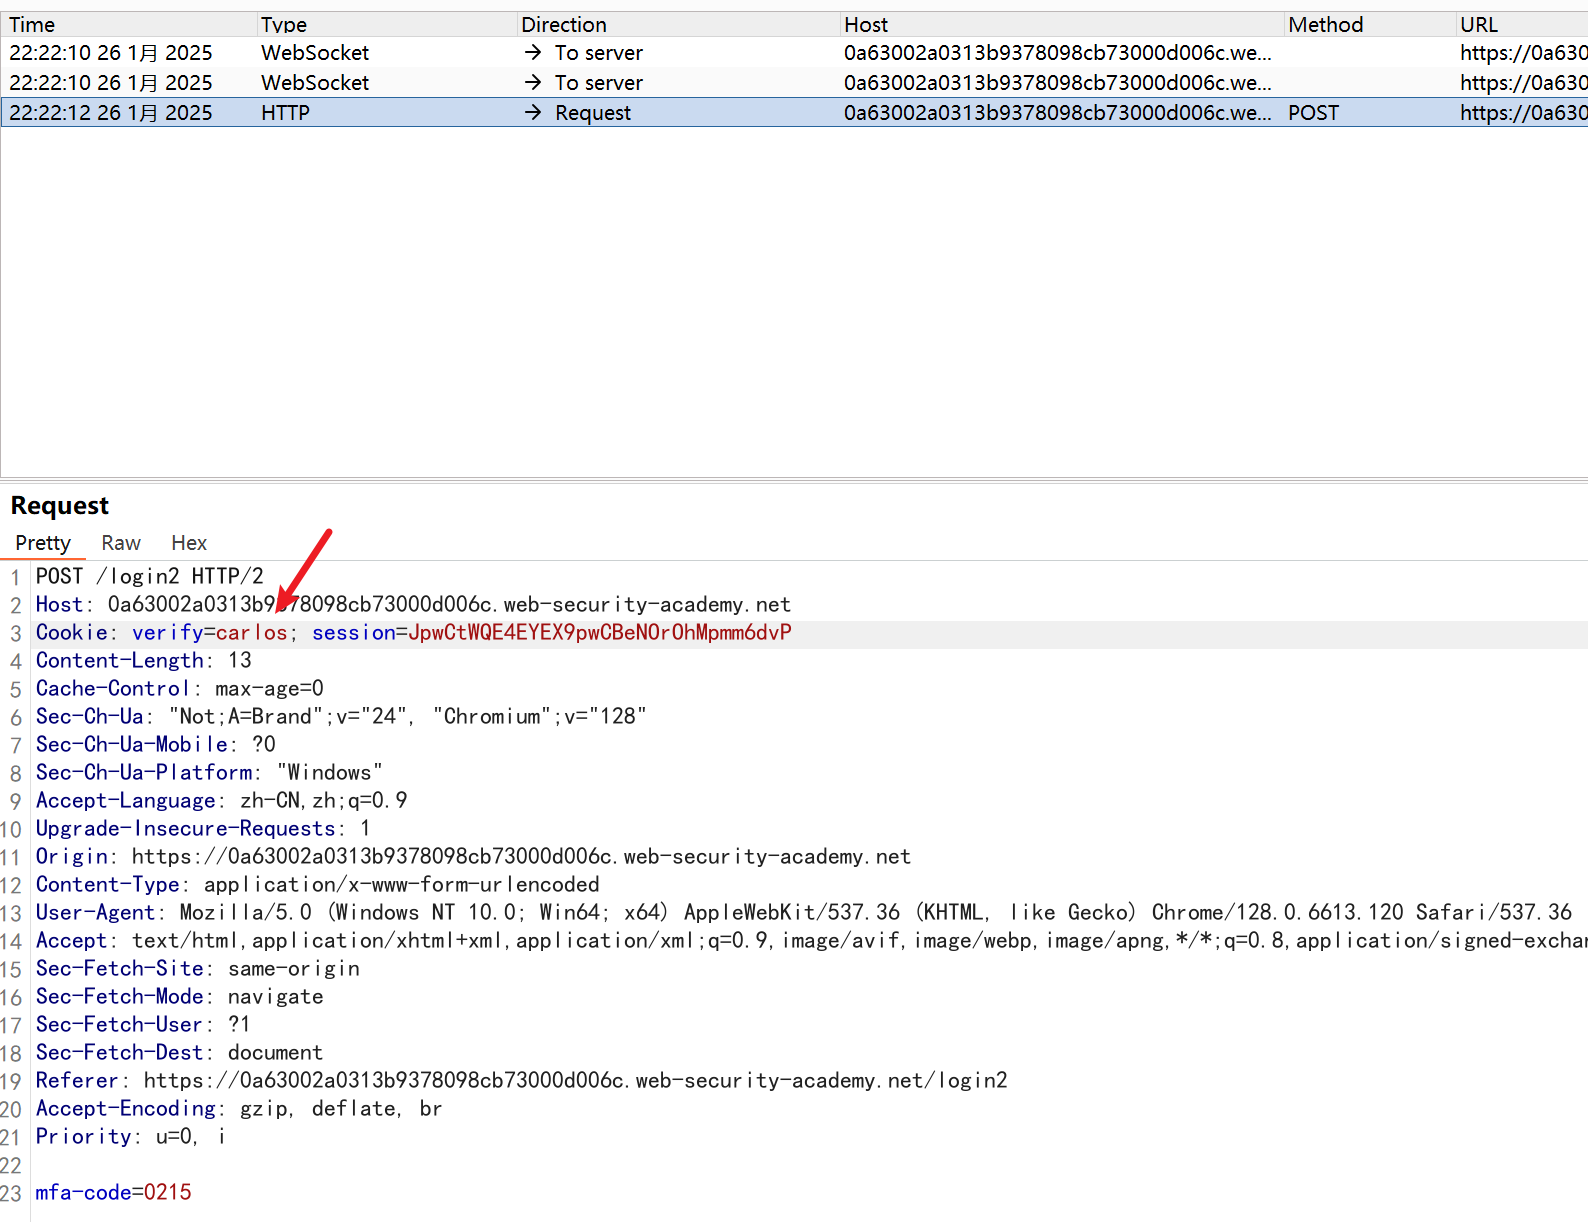 Time Type Direction Host Method URL
22:22:10 26 1月 2025 WebSocket → To server 0a63002a0313b9378098cb73000d006c.we... https://0a630
22:22:10 26 1月 2025 WebSocket → To server 0a63002a0313b9378098cb73000d006c.we... https://0a630
22:22:12 26 1月 2025 HTTP → Request 0a63002a0313b9378098cb73000d006c.we... POST https://0a630
Request
Pretty Raw Hex
1 POST /login2 HTTP/2
2 Host: 0a63002a0313b9378098cb73000d006c.web-security-academy.net
3 Cookie: verify=carlos; session=JpwCtWQE4EYEX9pwCBeNOrOhMpmm6dvP
4 Content-Length: 13
5 Cache-Control: max-age=0
6 Sec-Ch-Ua: "Not;A=Brand";v="24", "Chromium";v="128"
7 Sec-Ch-Ua-Mobile: ?0
8 Sec-Ch-Ua-Platform: "Windows"
9 Accept-Language: zh-CN,zh;q=0.9
10 Upgrade-Insecure-Requests: 1
11 Origin: https://0a63002a0313b9378098cb73000d006c.web-security-academy.net
12 Content-Type: application/x-www-form-urlencoded
13 User-Agent: Mozilla/5.0 (Windows NT 10.0; Win64; x64) AppleWebKit/537.36 (KHTML, like Gecko) Chrome/128.0.6613.120 Safari/537.36
14 Accept: text/html,application/xhtml+xml,application/xml;q=0.9,image/avif,image/webp,image/apng,*/*;q=0.8,application/signed-exchan
15 Sec-Fetch-Site: same-origin
16 Sec-Fetch-Mode: navigate
17 Sec-Fetch-User: ?1
18 Sec-Fetch-Dest: document
19 Referer: https://0a63002a0313b9378098cb73000d006c.web-security-academy.net/login2
20 Accept-Encoding: gzip, deflate, br
21 Priority: u=0, i
22
23 mfa-code=0215